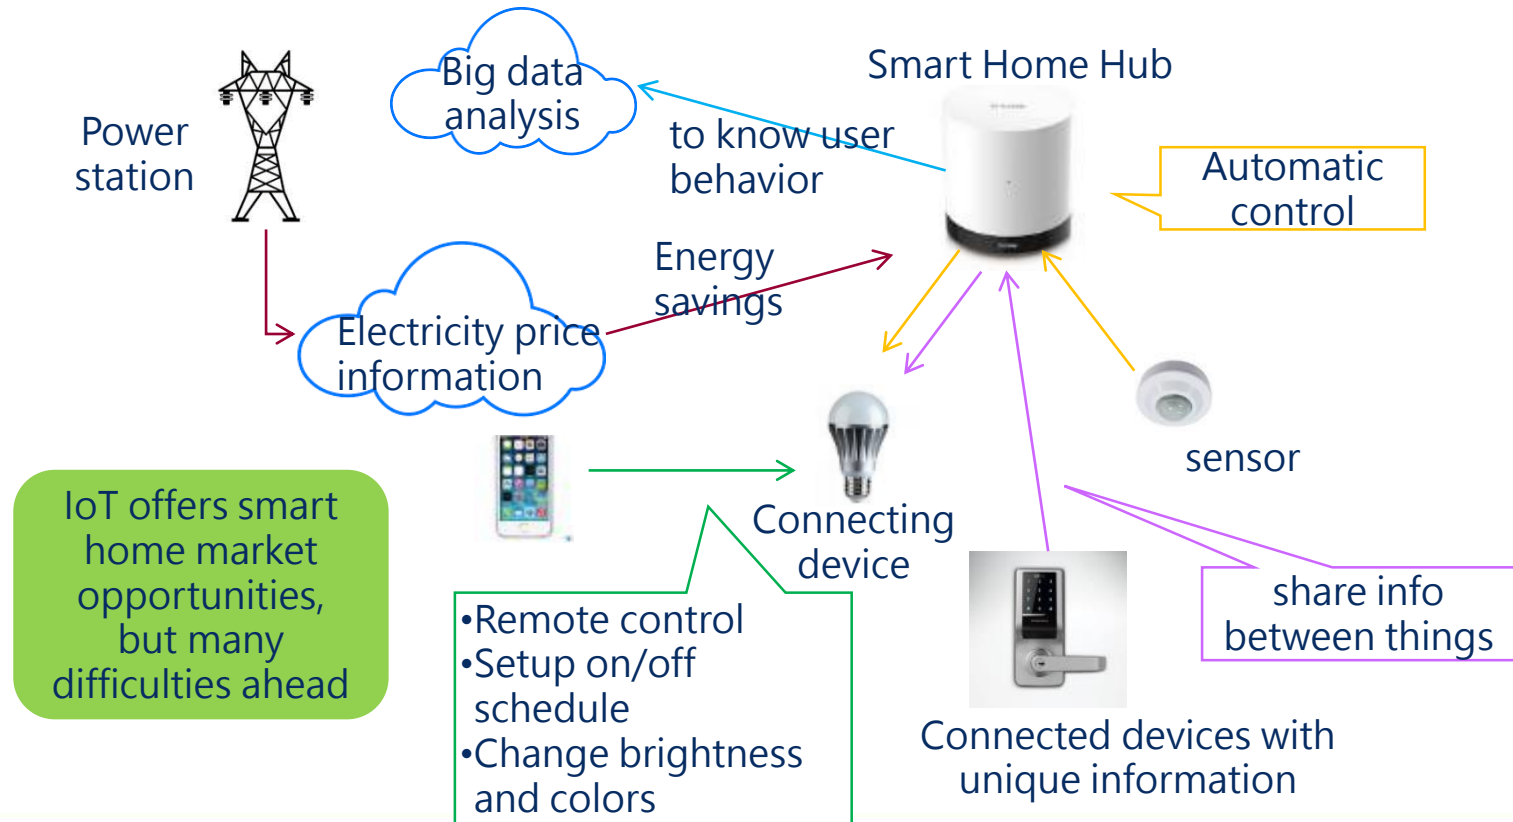 Power
station
Big data
analysis
Smart Home Hub
to know user
behavior
Automatic
control
Energy
savings
Electricity price
information
sensor
IoT offers smart
home market
opportunities,
but many
difficulties ahead
Connecting
device
•Remote control
•Setup on/off
schedule
•Change brightness
and colors
share info
between things
Connected devices with
unique information